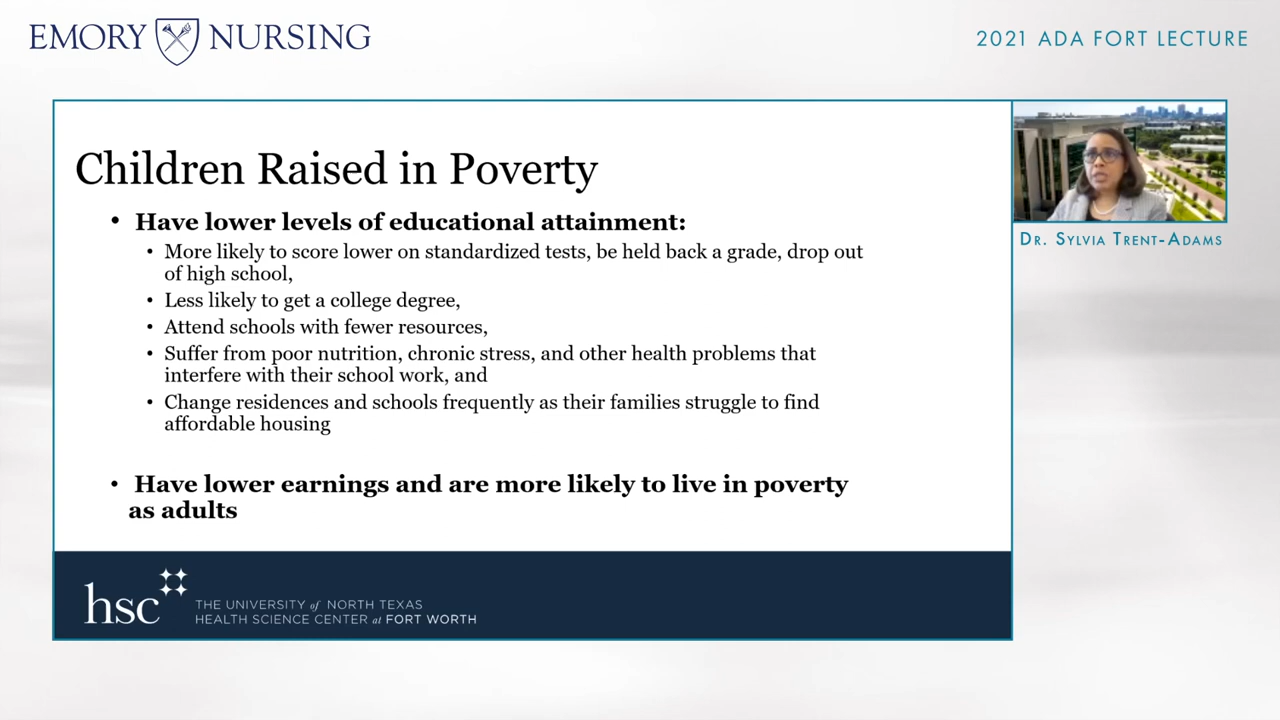 EMORY NURSING
2021 ADA FORT LECTURE
Children Raised in Poverty
• Have lower levels of educational attainment:
• More likely to score lower on standardized tests, be held back a grade, drop out
of high school,
• Less likely to get a college degree,
• Attend schools with fewer resources,
• Suffer from poor nutrition, chronic stress, and other health problems that
interfere with their school work, and
• Change residences and schools frequently as their families struggle to find
affordable housing
• Have lower earnings and are more likely to live in poverty
as adults
DR. SYLVIA TRENT-ADAMS
hsc
THE UNIVERSITY of NORTH TEXAS
HEALTH SCIENCE CENTER at FORT WORTH